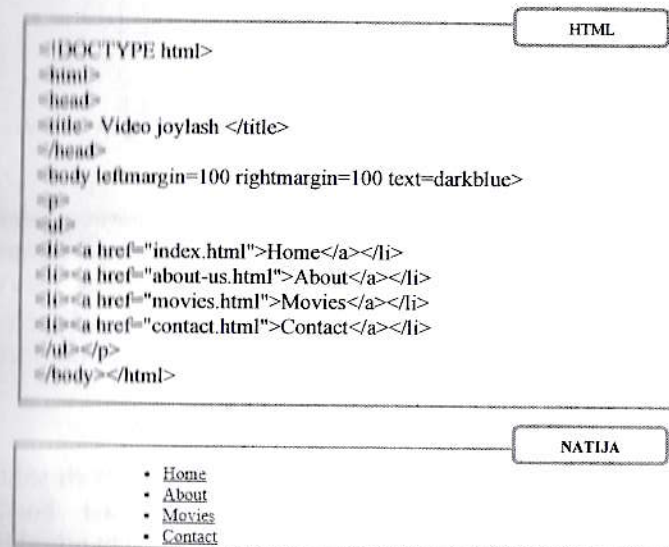 HTML
<!DOCTYPE html>
<html>
<head>
<title> Video joylash </title>
</head>
<body leftmargin=100 rightmargin=100 text=darkblue>
<p>
<ul>
<li><a href="index.html">Home</a></li>
<li><a href="about-us.html">About</a></li>
<li><a href="movies.html">Movies</a></li>
<li><a href="contact.html">Contact</a></li>
</ul></p>
</body></html>
NATIJA
• Home
• About
• Movies
• Contact